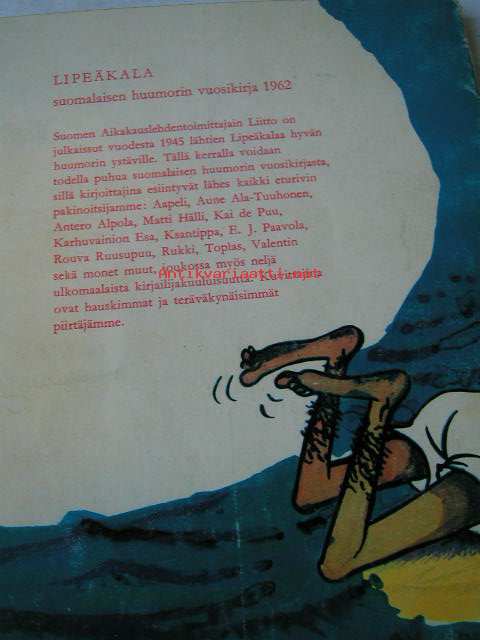 LIPEÄKALA
suomalaisen huumorin vuosikirja 1962
Suomen Aikakauslehdentoimittajain Liitto on
julkaissut vuodesta 1945 lähtien Lipeäkalaa hyvän
huumorin ystäville. Tällä kerralla voidaan
todella puhua suomalaisen huumorin vuosikirjasta,
sillä kirjoittajina esiintyvät lähes kaikki eturivin
pakinoitsijamme: Aapeli, Aune Ala-Tuuhonen,
Antero Alpola, Matti Hälli, Kai de Puu,
Karhuvainion Esa, Ksantippa, E. J. Paavola,
Rouva Ruusupuu, Rukki, Toplas, Valentin
sekä monet muut, joukossa myös neljä
ulkomaalaista kirjailijakuuluisuutta. Kuvittajina
ovat hauskimmat ja teräväkynäisimmät
piirtäjämme.
Antikvariaatti.net